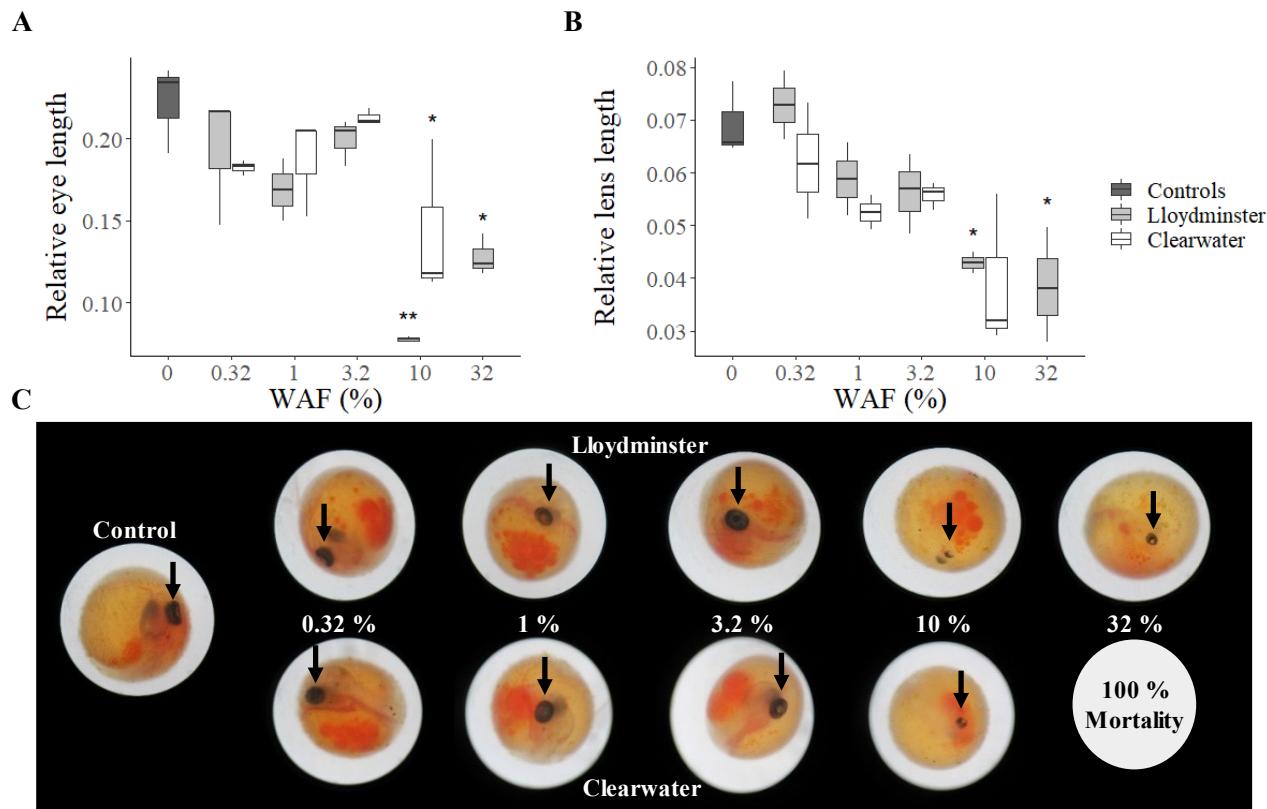 A
B
Relative eye length
0.20
0.15
0.10
*
*
**
0 0.32 1 3.2 10 32
WAF (%)
Relative lens length
0.08
0.07
0.06
0.05
0.04
0.03
*
*
0 0.32 1 3.2 10 32
WAF (%)
Controls
Lloydminster
Clearwater
C
Lloydminster
Control
0.32 % 1 % 3.2 % 10 % 32 %
100 %
Mortality
Clearwater